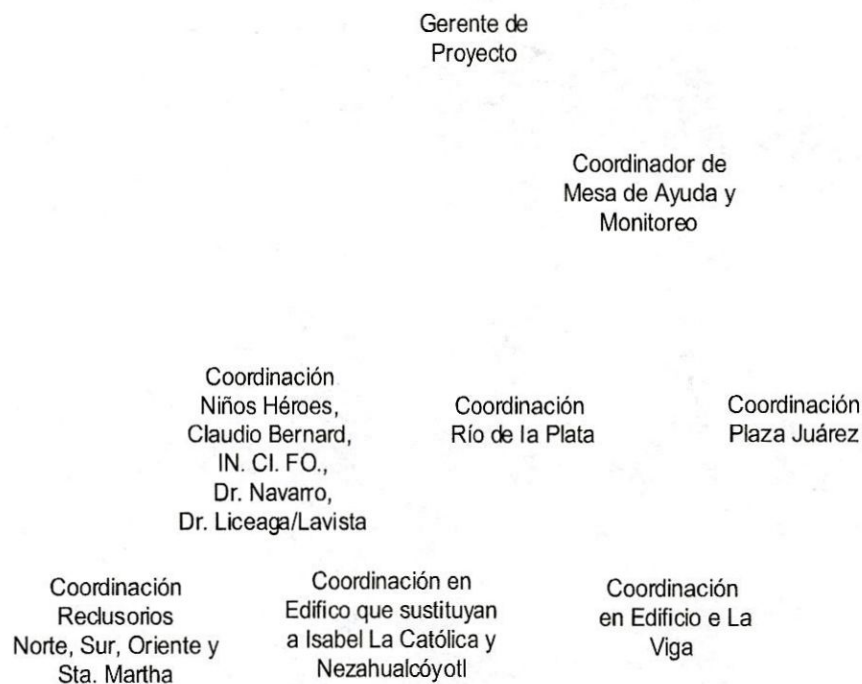 Gerente de
Proyecto
Coordinador de
Mesa de Ayuda y
Monitoreo
Coordinación
Niños Héroes,
Claudio Bernard,
IN. CI. FO.,
Dr. Navarro,
Dr. Liceaga/Lavista
Coordinación
Río de la Plata
Coordinación
Plaza Juárez
Coordinación
Reclusorios
Norte, Sur, Oriente y
Sta. Martha
Coordinación en
Edifico que sustituyan
a Isabel La Católica y
Nezahualcóyotl
Coordinación
en Edificio e La
Viga